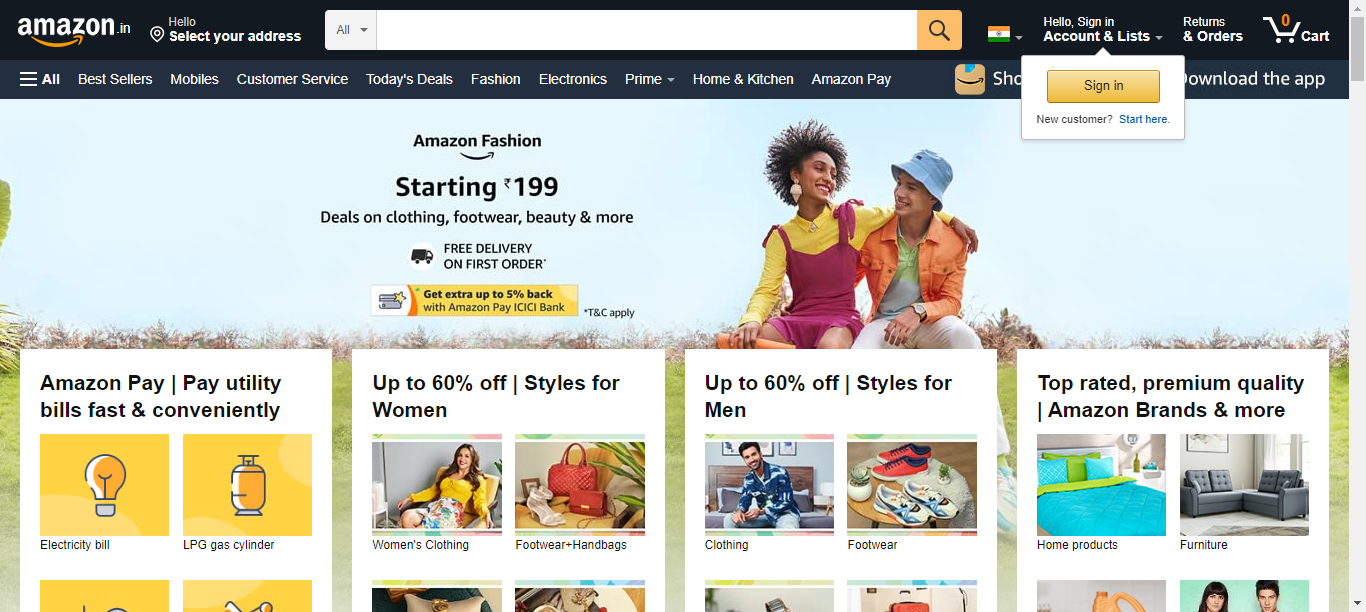 amazon.in
Hello
Select your address
All
Hello, Sign in
Account & Lists
Returns
& Orders
0
Cart
All
Best Sellers
Mobiles
Customer Service
Today's Deals
Fashion
Electronics
Prime
Home & Kitchen
Amazon Pay
Download the app
Sign in
New customer? Start here.
Amazon Fashion
Starting ₹199
Deals on clothing, footwear, beauty & more
FREE DELIVERY
ON FIRST ORDER*
Get extra up to 5% back
with Amazon Pay ICICI Bank
*T&C apply
Amazon Pay | Pay utility
bills fast & conveniently
Electricity bill
LPG gas cylinder
Up to 60% off | Styles for
Women
Women's Clothing
Footwear+Handbags
Up to 60% off | Styles for
Men
Clothing
Footwear
Top rated, premium quality
| Amazon Brands & more
Home products
Furniture